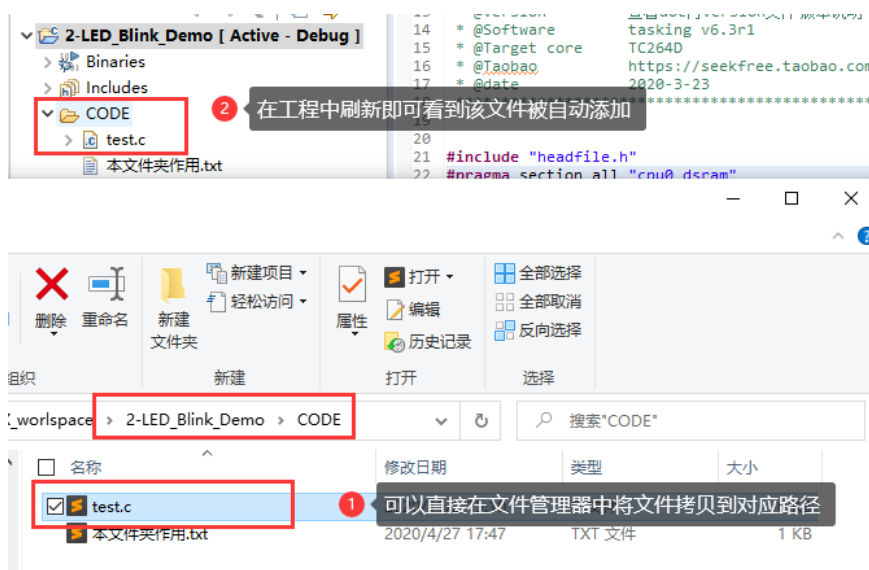 2-LED_Blink_Demo [ Active - Debug ]
Binaries
Includes
CODE
test.c
本文件夹作用.txt
2 在工程中刷新即可看到该文件被自动添加
14 * @Software tasking v6.3r1
15 * @Target core TC264D
16 * @Taobao https://seekfree.taobao.com
17 * @date 2020-3-23
20
21 #include "headfile.h"
22 #pragma section all "cpu0_dsram"
删除
重命名
新建
文件夹
新建项目
轻松访问
属性
打开
编辑
历史记录
全部选择
全部取消
反向选择
组织
新建
打开
选择
_worlspace > 2-LED_Blink_Demo > CODE
搜索"CODE"
名称 修改日期 类型 大小
test.c
1 可以直接在文件管理器中将文件拷贝到对应路径
本文件夹作用.txt 2020/4/27 17:47 TXT 文件 1 KB